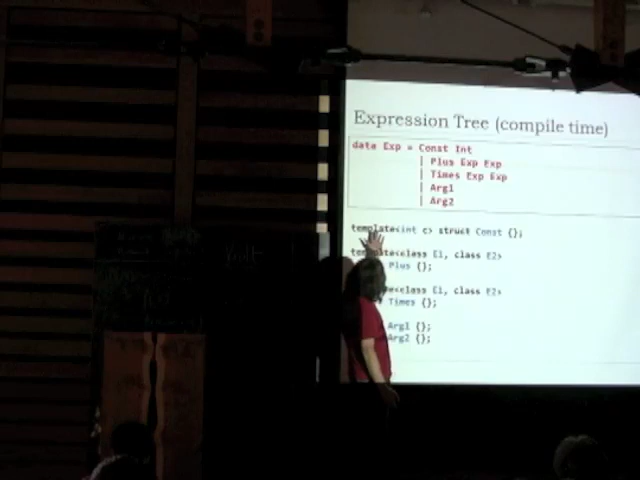 Expression Tree (compile time)
data Exp = Const Int
| Plus Exp Exp
| Times Exp Exp
| Arg1
| Arg2
template<int c> struct Const {};
template<class E1, class E2>
Plus {};
<class E1, class E2>
Times {};
Arg1 {};
Arg2 {};